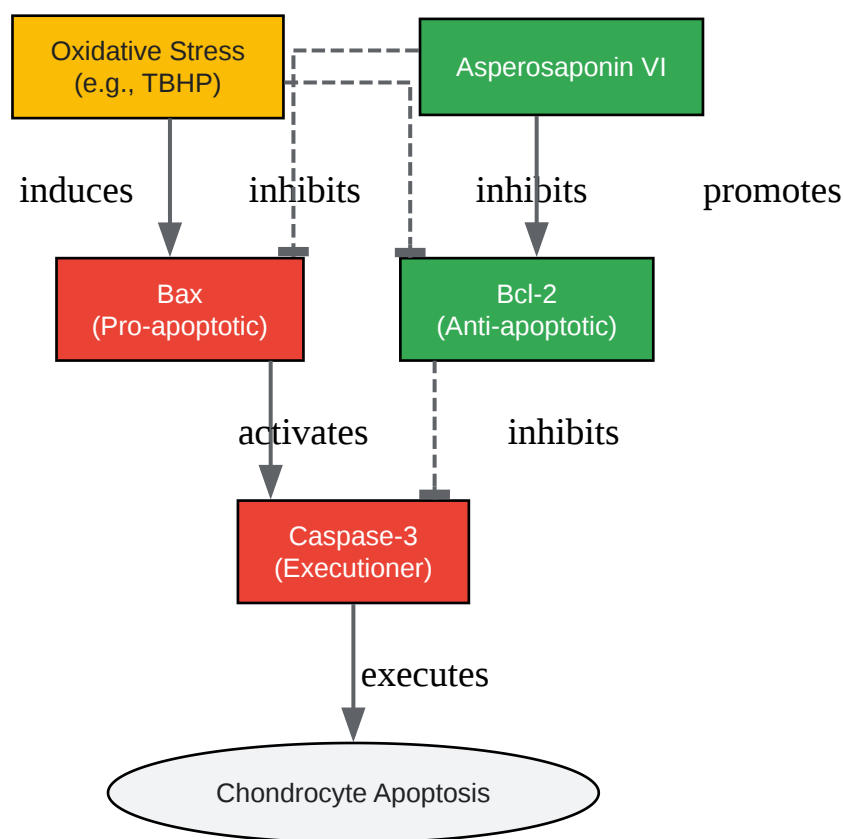 Oxidative Stress
(e.g., TBHP)
Asperosaponin VI
induces
inhibits
inhibits
promotes
Bax
(Pro-apoptotic)
Bcl-2
(Anti-apoptotic)
activates
inhibits
Caspase-3
(Executioner)
executes
Chondrocyte Apoptosis